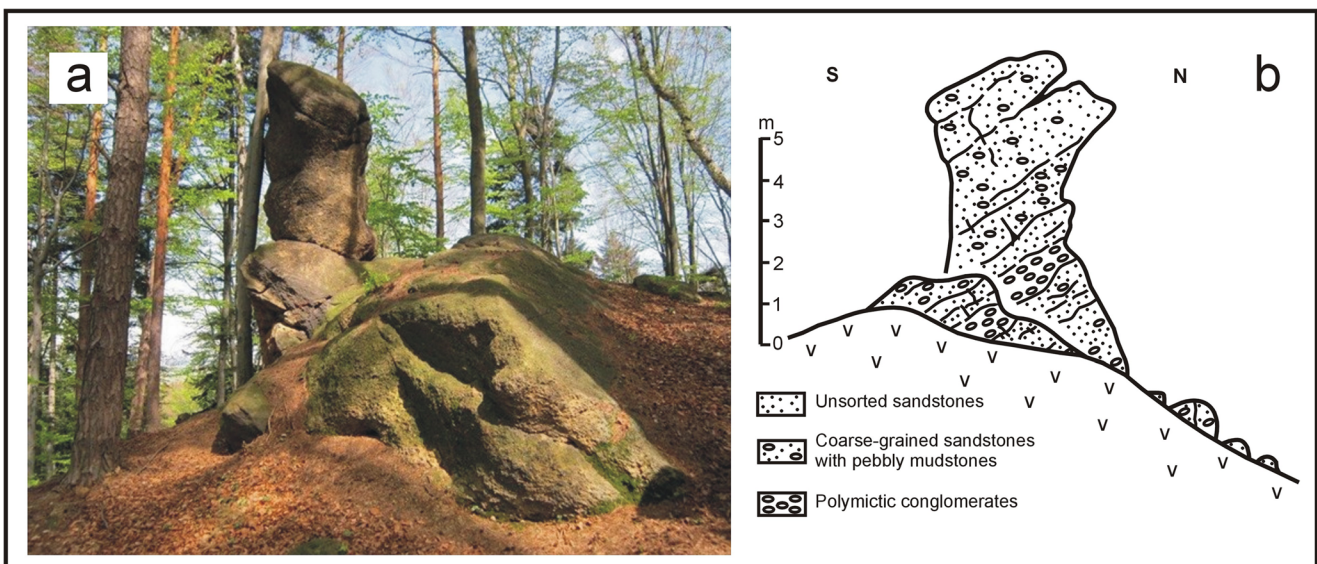 a
S
N
b
m
5
4
3
2
1
0
V V
V V V V
V V V
V V
V V
V V
Unsorted sandstones
Coarse-grained sandstones
with pebbly mudstones
Polymictic conglomerates